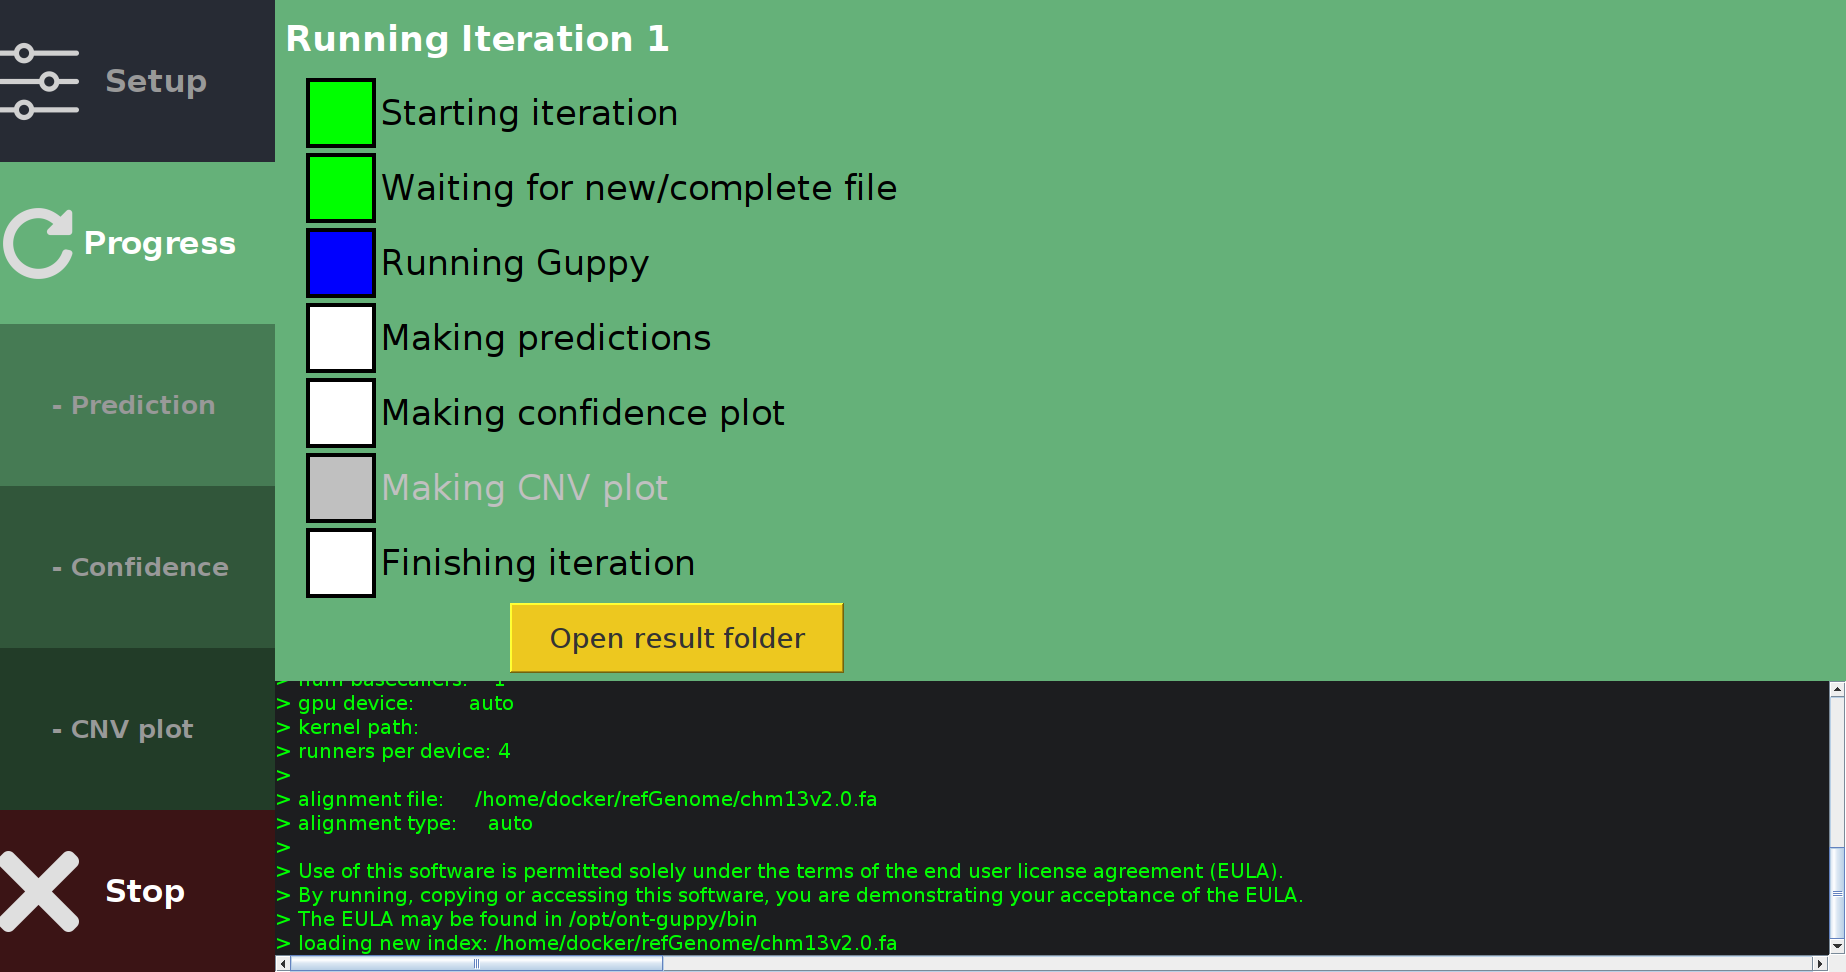 Setup
Progress
- Prediction
- Confidence
- CNV plot
Stop
Running Iteration 1
Starting iteration
Waiting for new/complete file
Running Guppy
Making predictions
Making confidence plot
Making CNV plot
Finishing iteration
Open result folder
> num basecallers: 1
> gpu device: auto
> kernel path:
> runners per device: 4
>
> alignment file: /home/docker/refGenome/chm13v2.0.fa
> alignment type: auto
>
> Use of this software is permitted solely under the terms of the end user license agreement (EULA).
> By running, copying or accessing this software, you are demonstrating your acceptance of the EULA.
> The EULA may be found in /opt/ont-guppy/bin
> loading new index: /home/docker/refGenome/chm13v2.0.fa